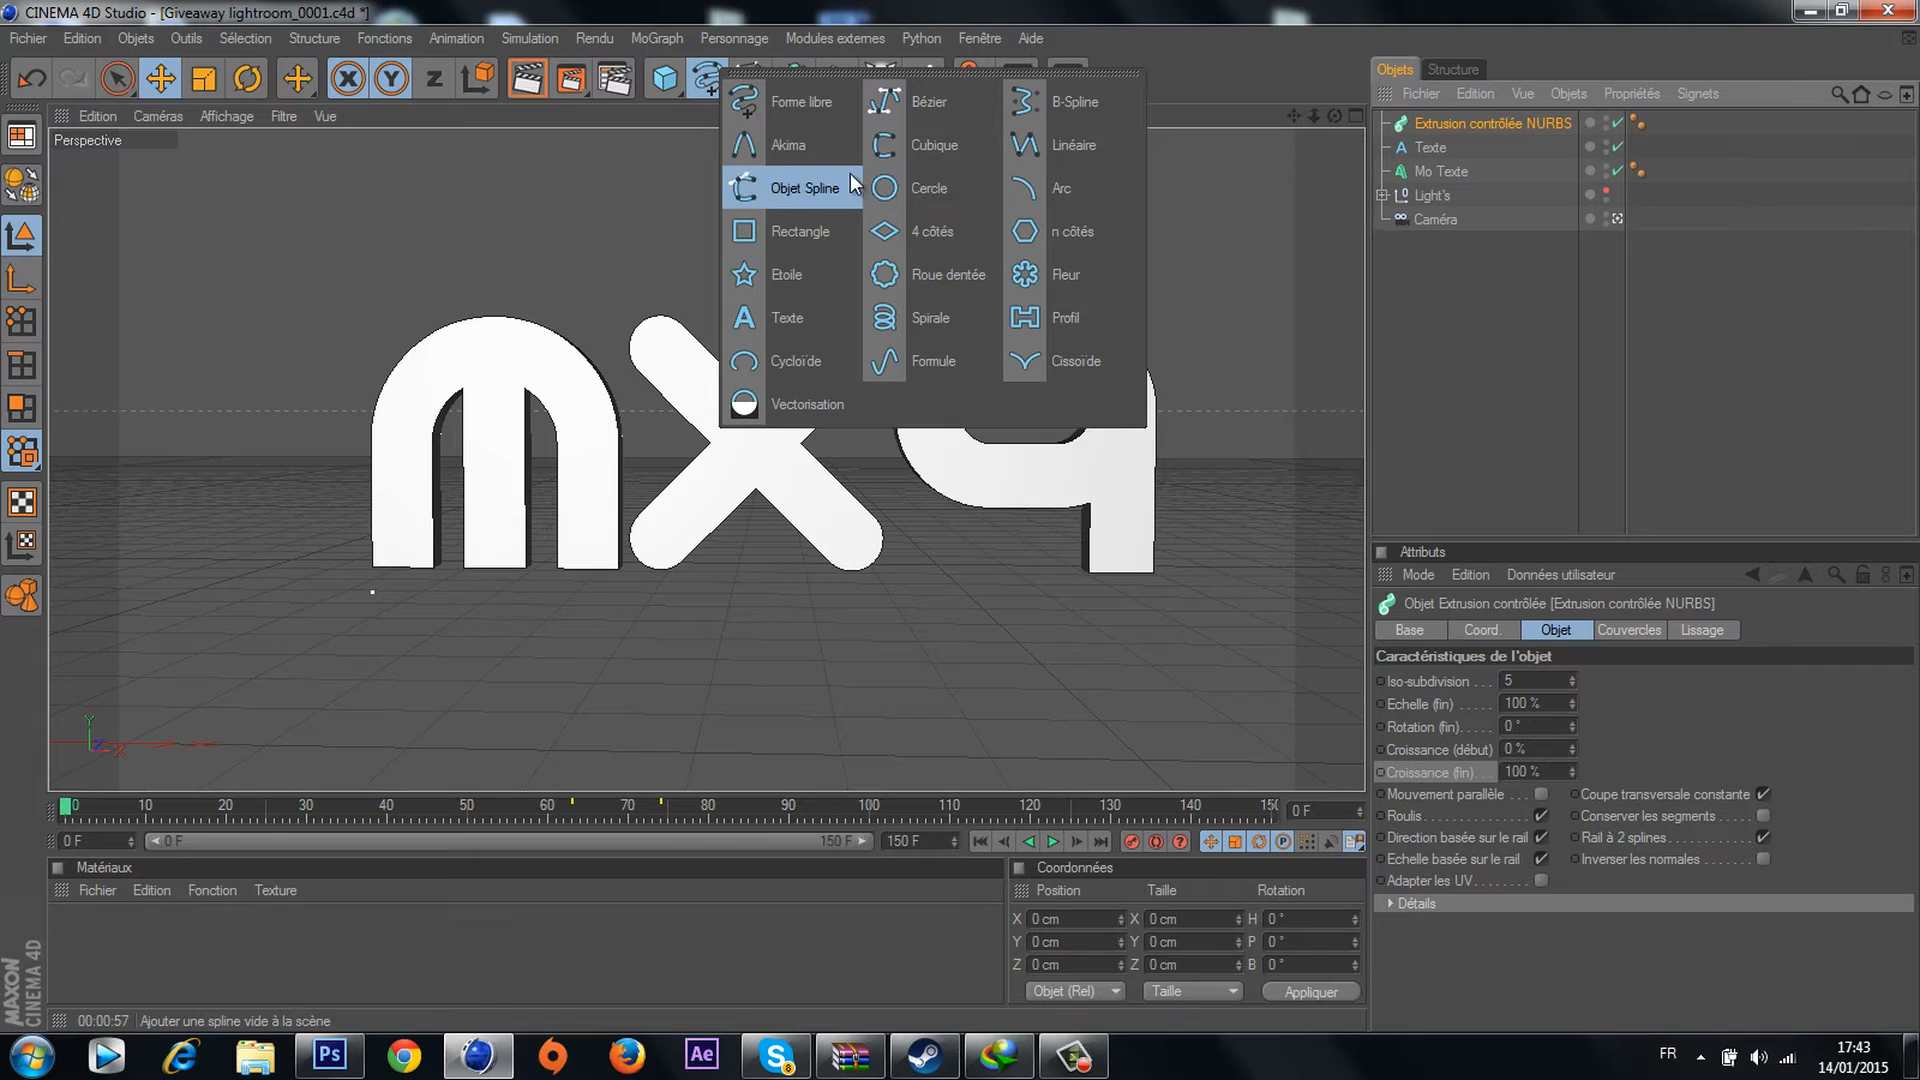 CINEMA 4D Studio - [Giveaway lightroom_0001.c4d *]
Fichier Edition Objets Outils Sélection Structure Fonctions Animation Simulation Rendu MoGraph Personnage Modules externes Python Fenêtre Aide
X Y Z
Edition Caméras Affichage Filtre Vue
Perspective
Forme libre Bézier B-Spline
Akima Cubique Linéaire
Objet Spline Cercle Arc
Rectangle 4 côtés n côtés
Etoile Roue dentée Fleur
Texte Spirale Profil
Cycloïde Formule Cissoïde
Vectorisation
mxq
Y
Z X
Objets Structure
Fichier Edition Vue Objets Propriétés Signets
Extrusion contrôlée NURBS
Texte
Mo Texte
Light's
Caméra
Attributs
Mode Edition Données utilisateur
Objet Extrusion contrôlée [Extrusion contrôlée NURBS]
Base Coord. Objet Couvercles Lissage
Caractéristiques de l'objet
Iso-subdivision . . . 5
Echelle (fin) . . . . . 100 %
Rotation (fin). . . . 0 °
Croissance (début) 0 %
Croissance (fin). . . 100 %
Mouvement parallèle . . . Coupe transversale constante
Roulis. . . . . . . . . . . . . Conserver les segments. . . . .
Direction basée sur le rail Rail à 2 splines. . . . . . . . . . .
Echelle basée sur le rail Inverser les normales . . . . . . .
Adapter les UV. . . . . . .
Détails
0 10 20 30 40 50 60 70 80 90 100 110 120 130 140 150 0 F
0 F 0 F 150 F 150 F
Matériaux
Fichier Edition Fonction Texture
Coordonnées
Position Taille Rotation
X 0 cm X 0 cm H 0 °
Y 0 cm Y 0 cm P 0 °
Z 0 cm Z 0 cm B 0 °
Objet (Rel) Taille Appliquer
MAXON
CINEMA 4D
00:00:57 Ajouter une spline vide à la scène
Ps Ae S 8
FR
17:43
14/01/2015